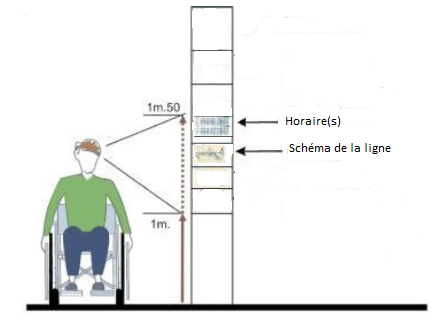 1m.50
Horaire(s)
Schéma de la ligne
1m.